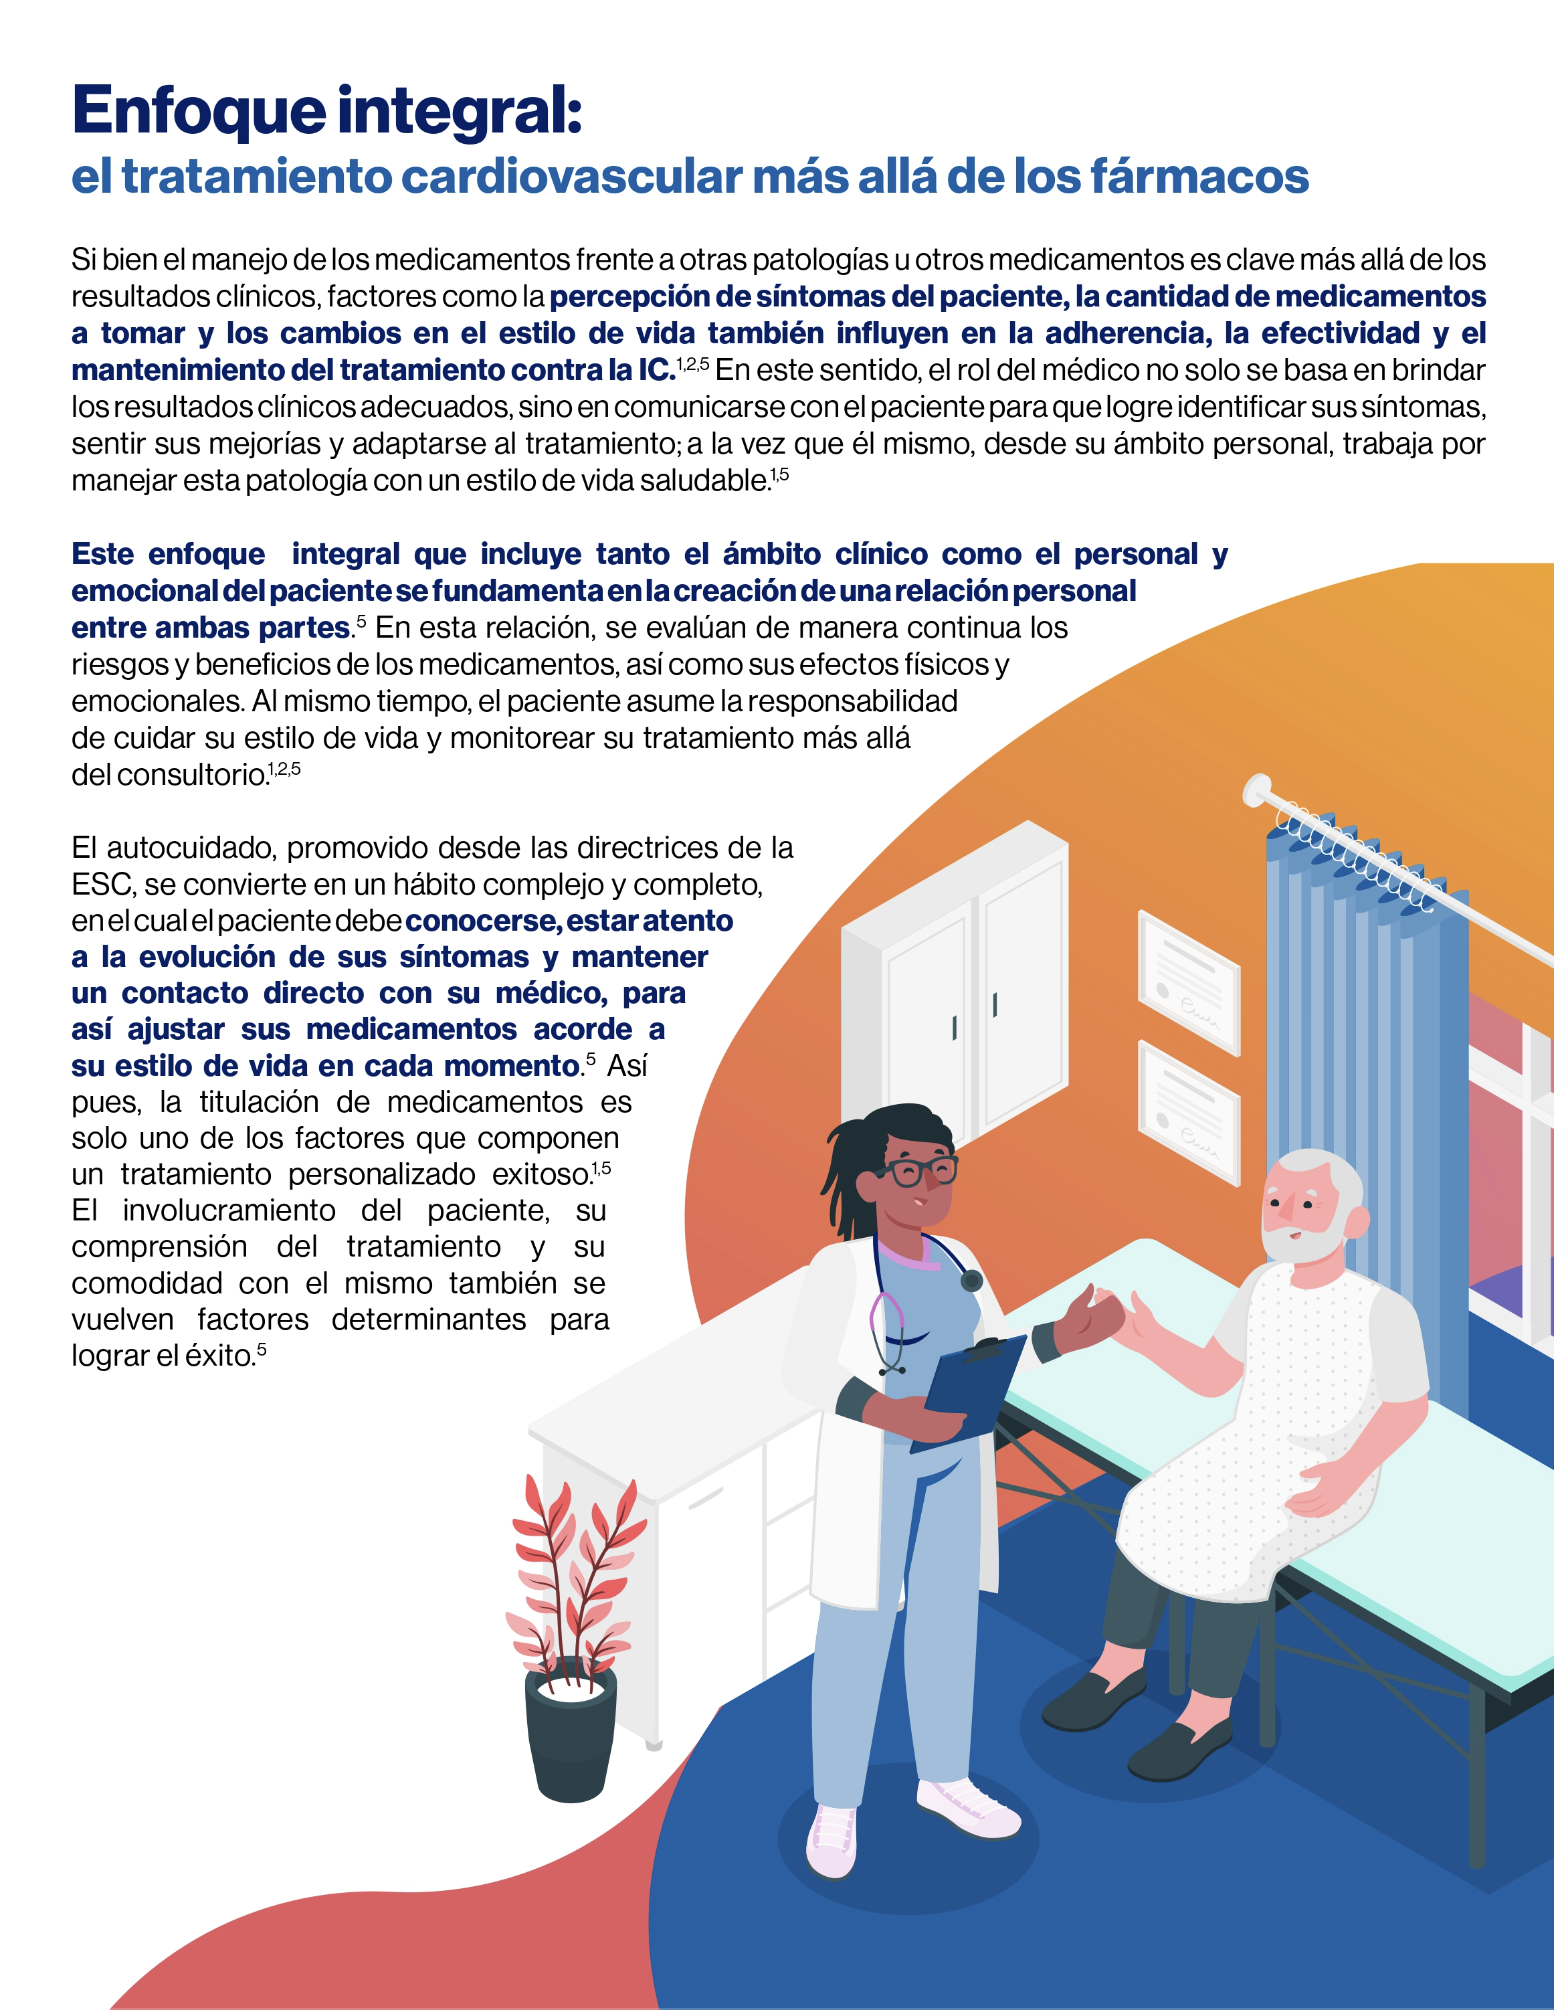 Enfoque integral:
el tratamiento cardiovascular más allá de los fármacos
Si bien el manejo de los medicamentos frente a otras patologías u otros medicamentos es clave más allá de los
resultados clínicos, factores como la percepción de síntomas del paciente, la cantidad de medicamentos
a tomar y los cambios en el estilo de vida también influyen en la adherencia, la efectividad y el
mantenimiento del tratamiento contra la IC.1,2,5 En este sentido, el rol del médico no solo se basa en brindar
los resultados clínicos adecuados, sino en comunicarse con el paciente para que logre identificar sus síntomas,
sentir sus mejorías y adaptarse al tratamiento; a la vez que él mismo, desde su ámbito personal, trabaja por
manejar esta patología con un estilo de vida saludable.1,5
Este enfoque integral que incluye tanto el ámbito clínico como el personal y
emocional del paciente se fundamenta en la creación de una relación personal
entre ambas partes.5 En esta relación, se evalúan de manera continua los
riesgos y beneficios de los medicamentos, así como sus efectos físicos y
emocionales. Al mismo tiempo, el paciente asume la responsabilidad
de cuidar su estilo de vida y monitorear su tratamiento más allá
del consultorio.1,2,5
El autocuidado, promovido desde las directrices de la
ESC, se convierte en un hábito complejo y completo,
en el cual el paciente debe conocerse, estar atento
a la evolución de sus síntomas y mantener
un contacto directo con su médico, para
así ajustar sus medicamentos acorde a
su estilo de vida en cada momento.5 Así
pues, la titulación de medicamentos es
solo uno de los factores que componen
un tratamiento personalizado exitoso.1,5
El involucramiento del paciente, su
comprensión del tratamiento y su
comodidad con el mismo también se
vuelven factores determinantes para
lograr el éxito.5